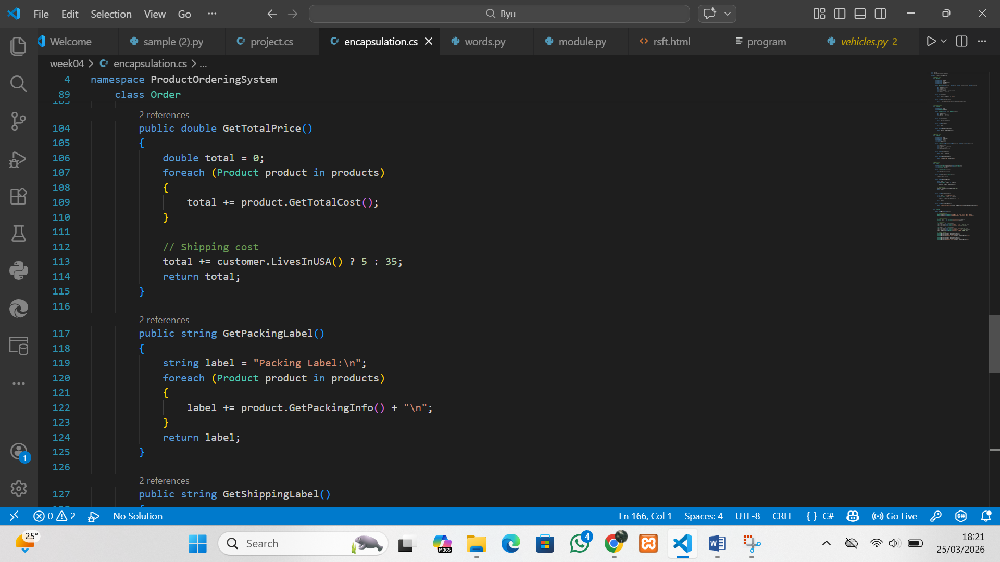 File Edit Selection View Go ··· Byu
Welcome sample (2).py project.cs encapsulation.cs words.py module.py rsft.html program vehicles.py 2
week04 > encapsulation.cs > ...
4 namespace ProductOrderingSystem
89 class Order
103
2 references
104 public double GetTotalPrice()
105 {
106 double total = 0;
107 foreach (Product product in products)
108 {
109 total += product.GetTotalCost();
110 }
111
112 // Shipping cost
113 total += customer.LivesInUSA() ? 5 : 35;
114 return total;
115 }
116
2 references
117 public string GetPackingLabel()
118 {
119 string label = "Packing Label:\n";
120 foreach (Product product in products)
121 {
122 label += product.GetPackingInfo() + "\n";
123 }
124 return label;
125 }
126
2 references
127 public string GetShippingLabel()
128 {
1
0 2 No Solution Ln 166, Col 1 Spaces: 4 UTF-8 CRLF { } C# Go Live
25° Search M365 4 18:21
25/03/2026